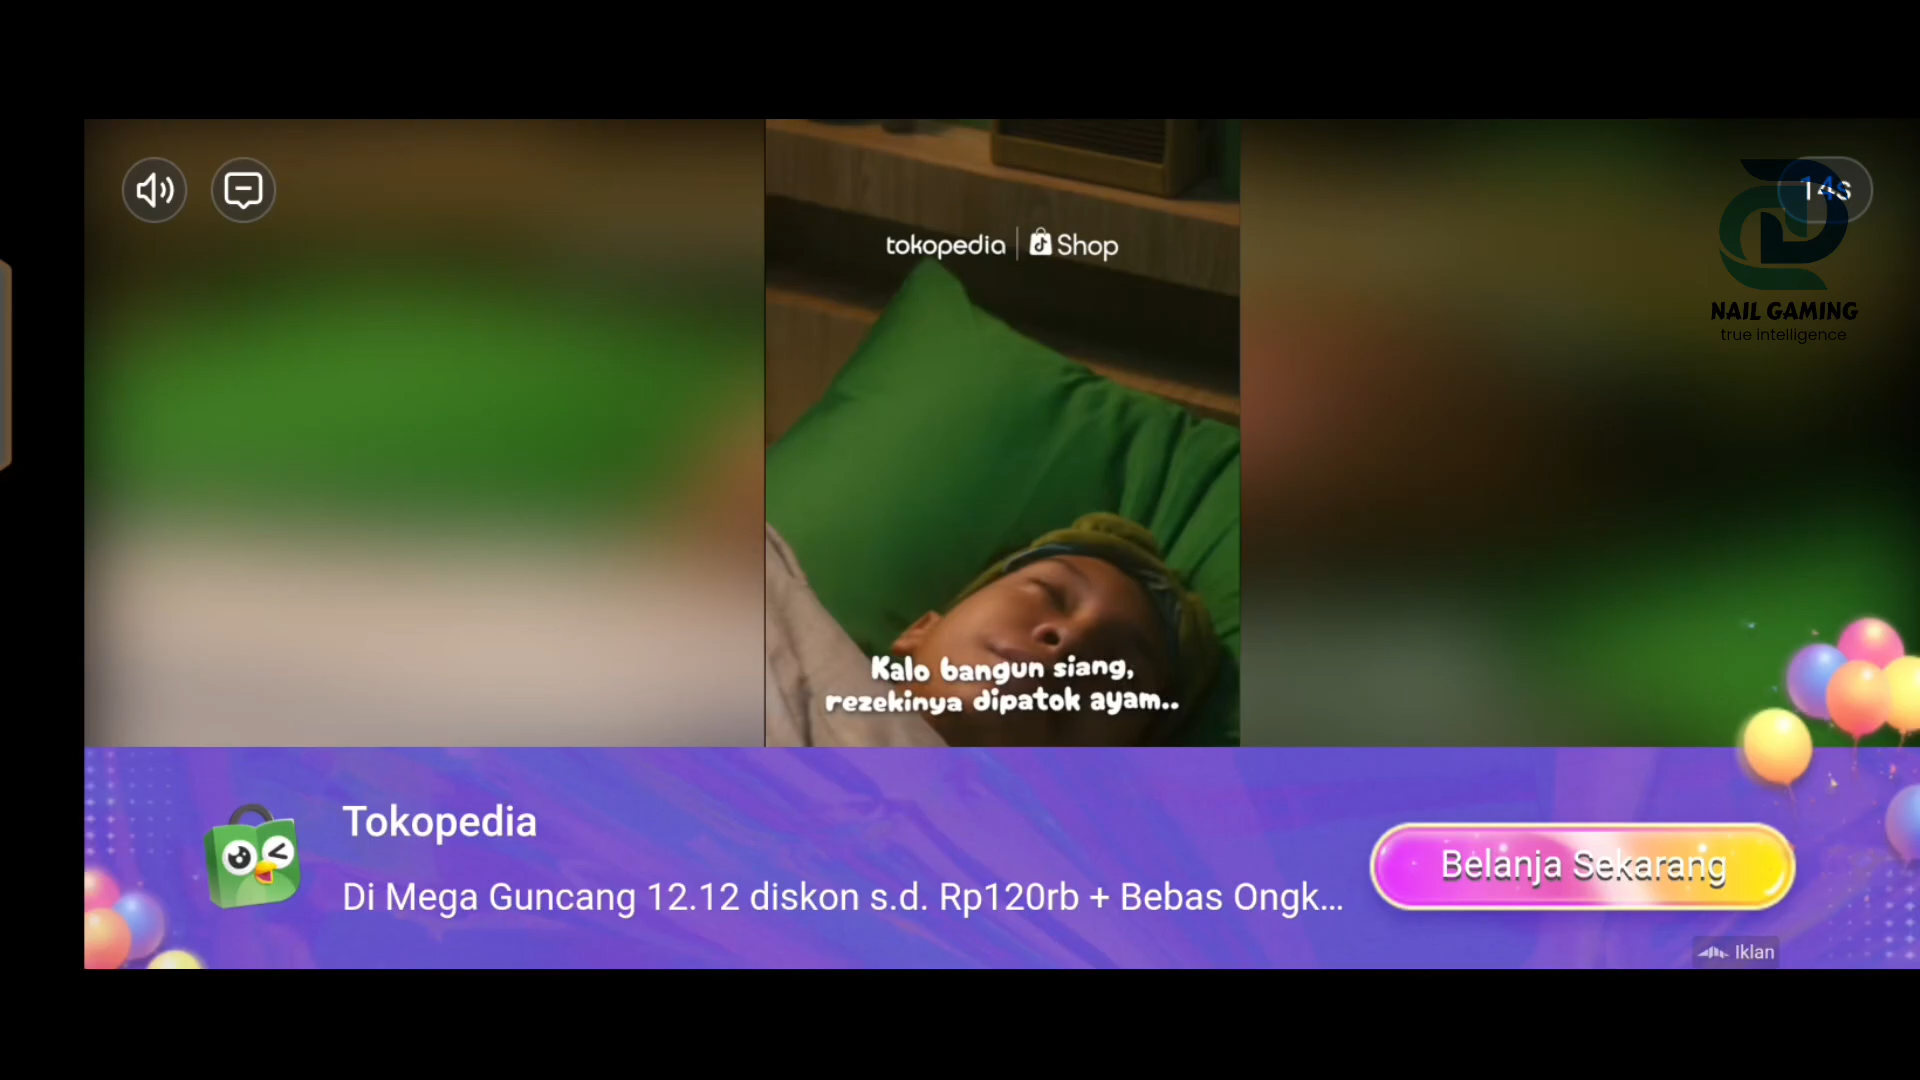 14s
tokopedia | Shop
NAIL GAMING
true intelligence
Kalo bangun siang,
rezekinya dipatok ayam..
Tokopedia
Di Mega Guncang 12.12 diskon s.d. Rp120rb + Bebas Ongk...
Belanja Sekarang
Iklan